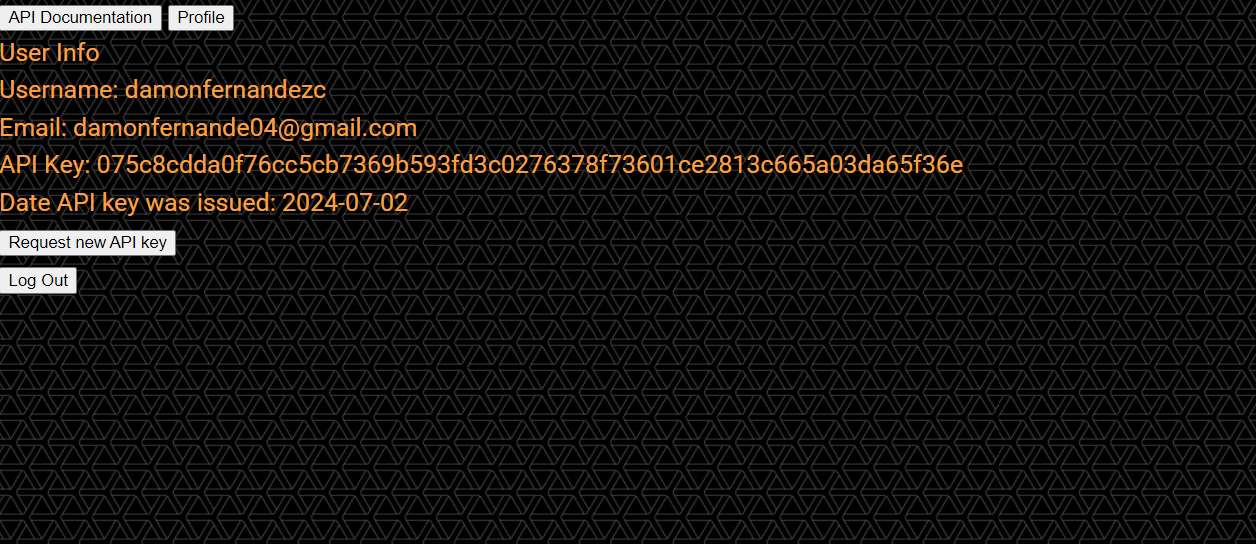 API Documentation Profile
User Info
Username: damonfernandezc
Email: damonfernande04@gmail.com
API Key: 075c8cdda0f76cc5cb7369b593fd3c0276378f73601ce2813c665a03da65f36e
Date API key was issued: 2024-07-02
Request new API key
Log Out